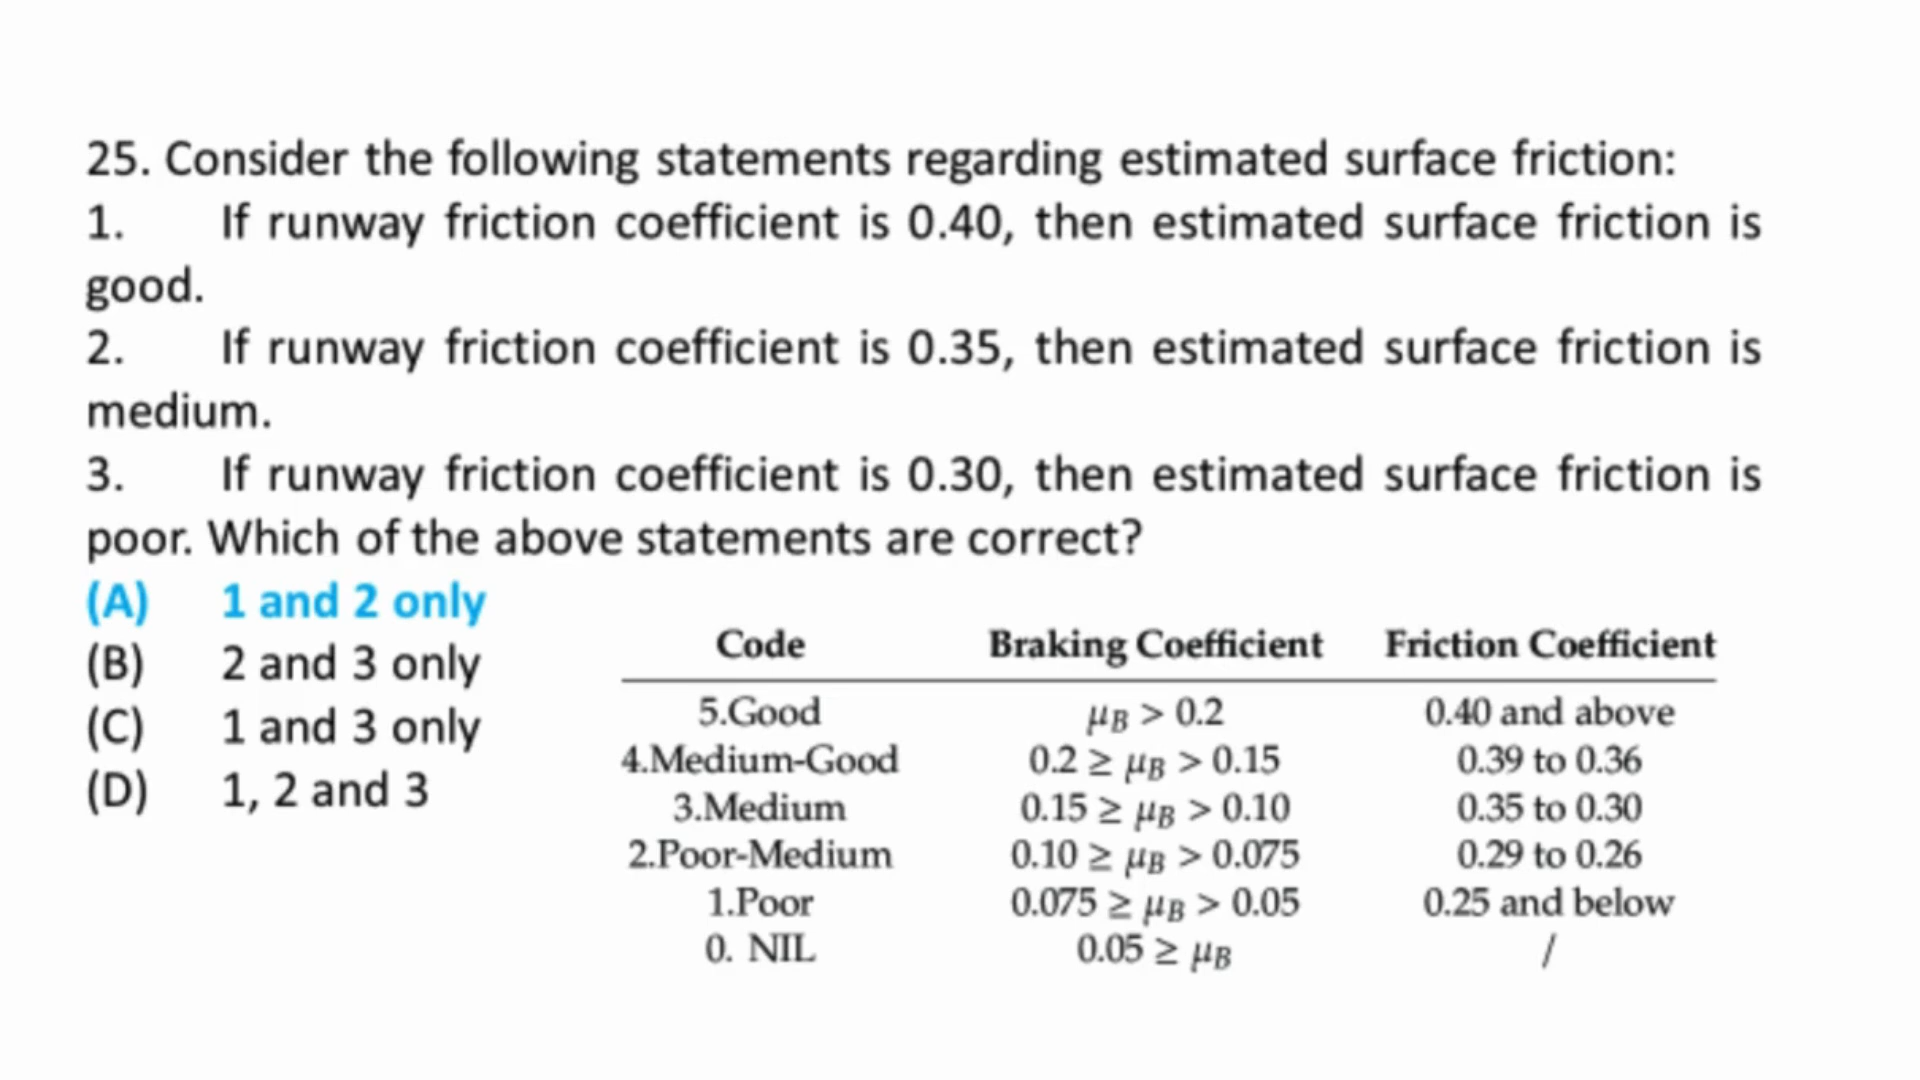 25. Consider the following statements regarding estimated surface friction:
1. If runway friction coefficient is 0.40, then estimated surface friction is
good.
2. If runway friction coefficient is 0.35, then estimated surface friction is
medium.
3. If runway friction coefficient is 0.30, then estimated surface friction is
poor. Which of the above statements are correct?
(A) 1 and 2 only
(B) 2 and 3 only
(C) 1 and 3 only
(D) 1, 2 and 3
Code Braking Coefficient Friction Coefficient
5.Good μB > 0.2 0.40 and above
4.Medium-Good 0.2 ≥ μB > 0.15 0.39 to 0.36
3.Medium 0.15 ≥ μB > 0.10 0.35 to 0.30
2.Poor-Medium 0.10 ≥ μB > 0.075 0.29 to 0.26
1.Poor 0.075 ≥ μB > 0.05 0.25 and below
0. NIL 0.05 ≥ μB /